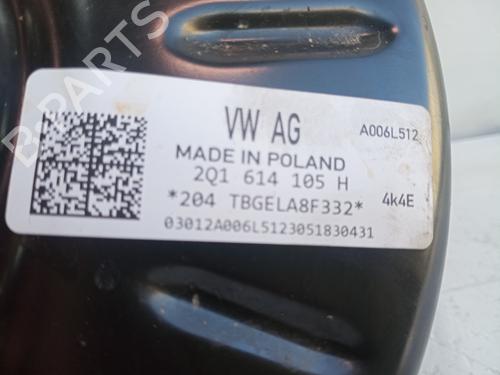 VW AG
A006L512
MADE IN POLAND
2Q1 614 105 H
*204 TBGELA8F332*
4k4E
03012A006L5123051830431
B-Parts